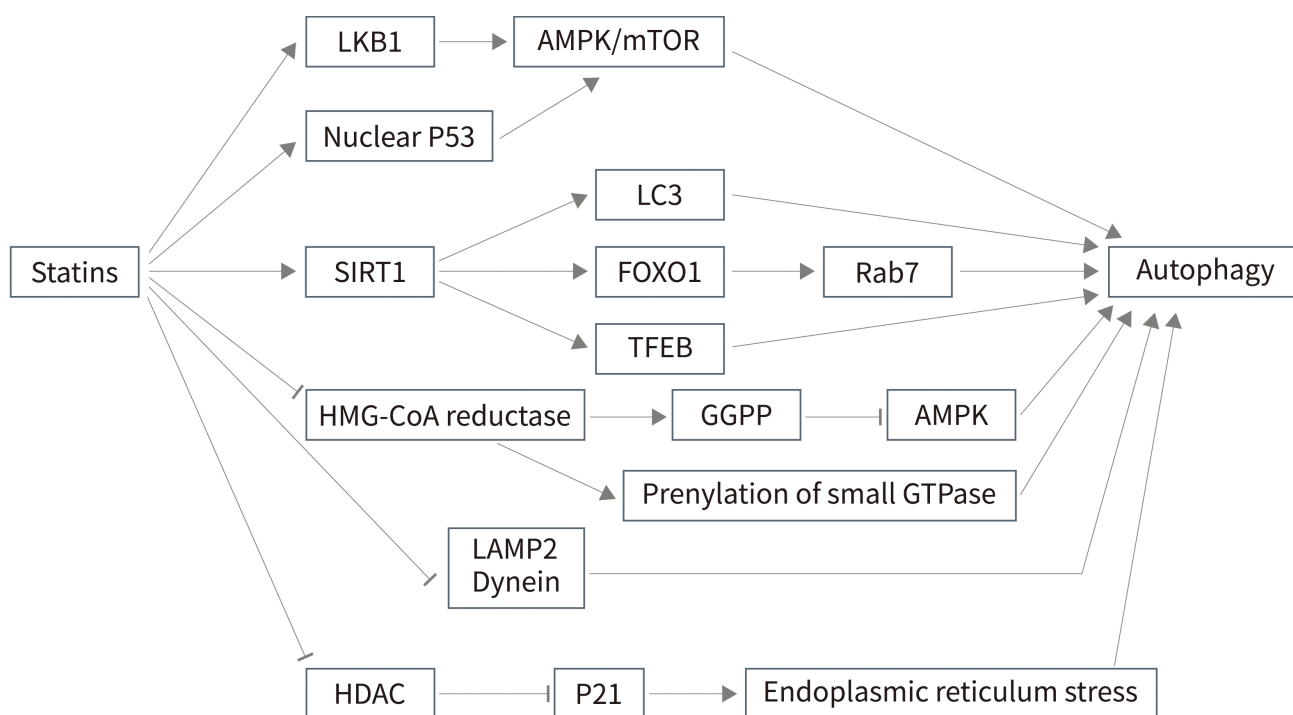 LKB1
AMPK/mTOR
Nuclear P53
LC3
Statins
SIRT1
FOXO1
Rab7
Autophagy
TFEB
HMG-CoA reductase
GGPP
AMPK
Prenylation of small GTPase
LAMP2
Dynein
HDAC
P21
Endoplasmic reticulum stress